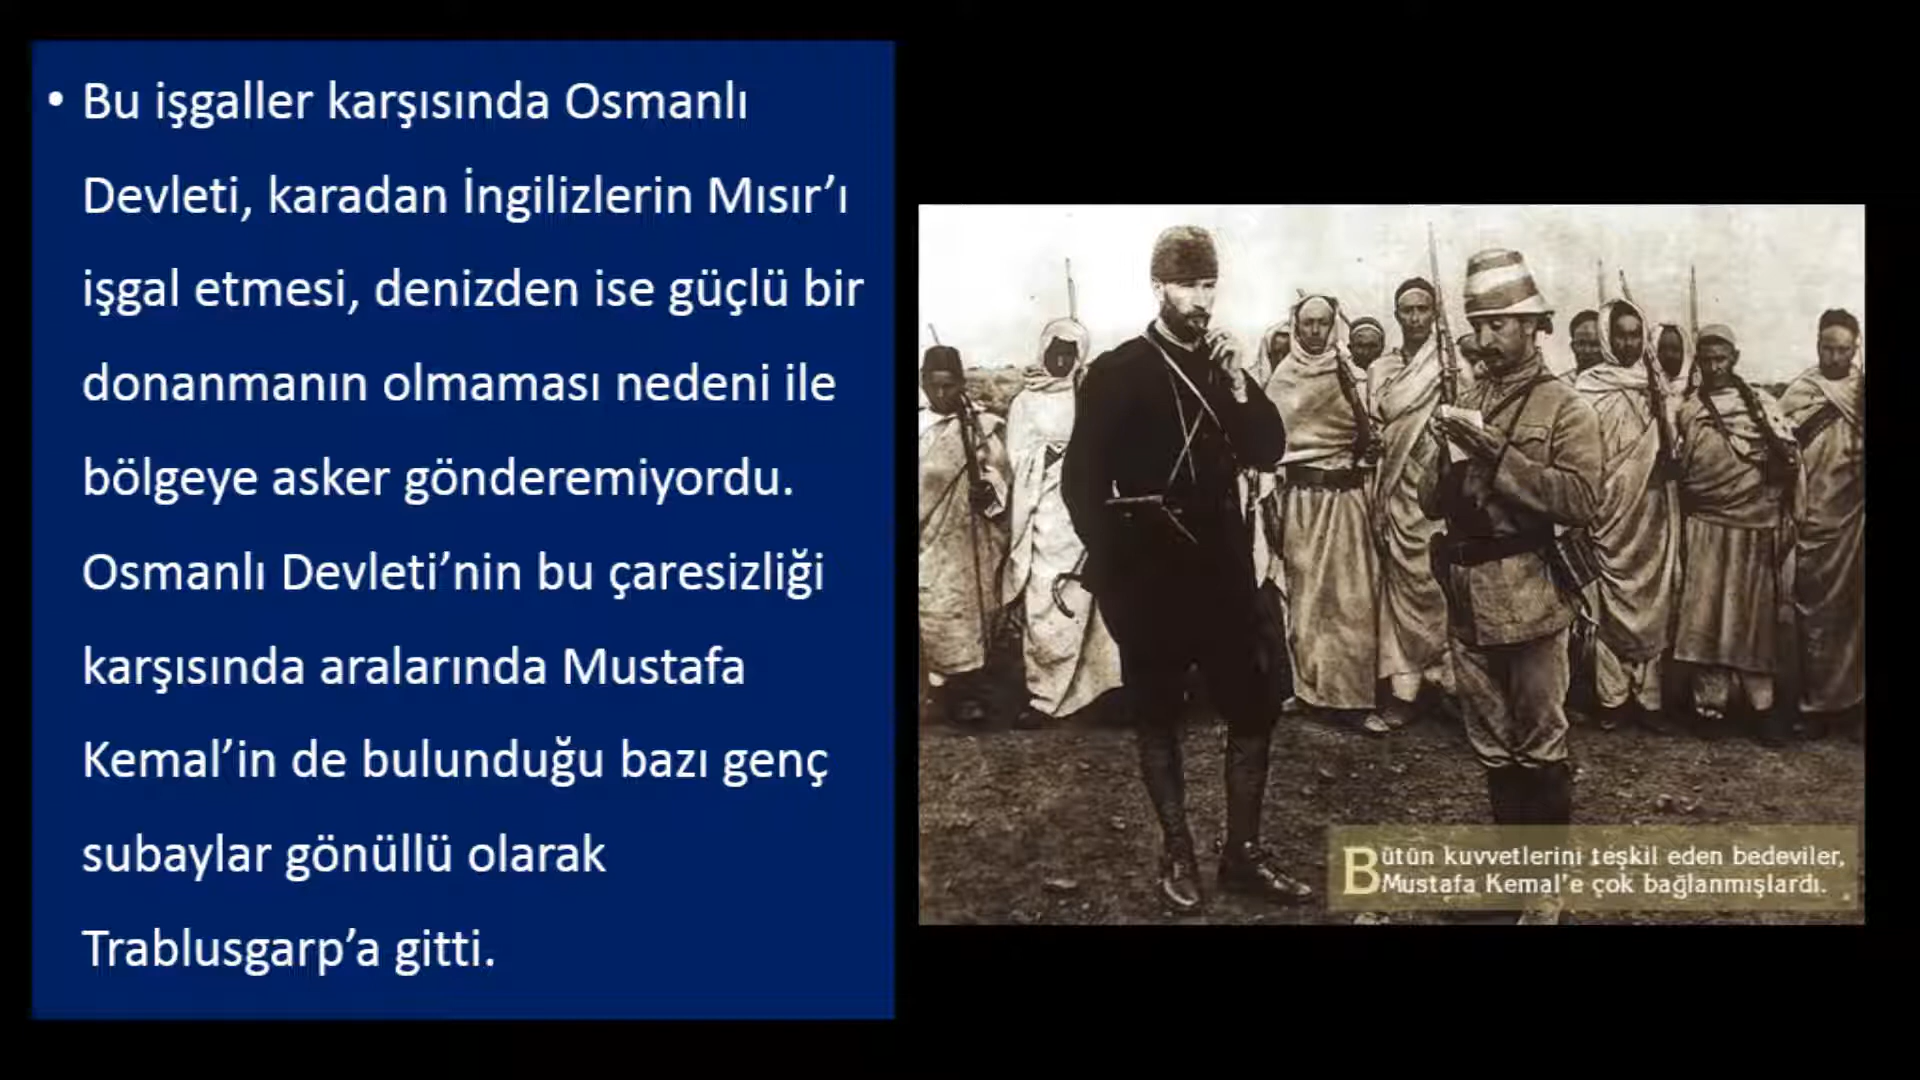 • Bu işgaller karşısında Osmanlı
Devleti, karadan İngilizlerin Mısır’ı
işgal etmesi, denizden ise güçlü bir
donanmanın olmaması nedeni ile
bölgeye asker gönderemiyordu.
Osmanlı Devleti’nin bu çaresizliği
karşısında aralarında Mustafa
Kemal’in de bulunduğu bazı genç
subaylar gönüllü olarak
Trablusgarp’a gitti.
Bütün kuvvetlerini teşkil eden bedeviler,
Mustafa Kemal’e çok bağlanmışlardı.